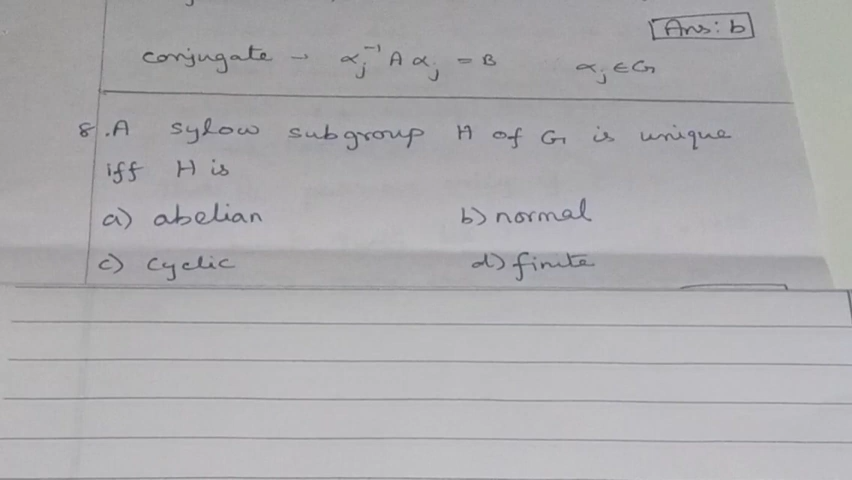 Ans: b
conjugate → αⱼ⁻¹ A αⱼ = B αⱼ ∈ G
8. A sylow subgroup H of G is unique
iff H is
a) abelian b) normal
c) cyclic d) finite